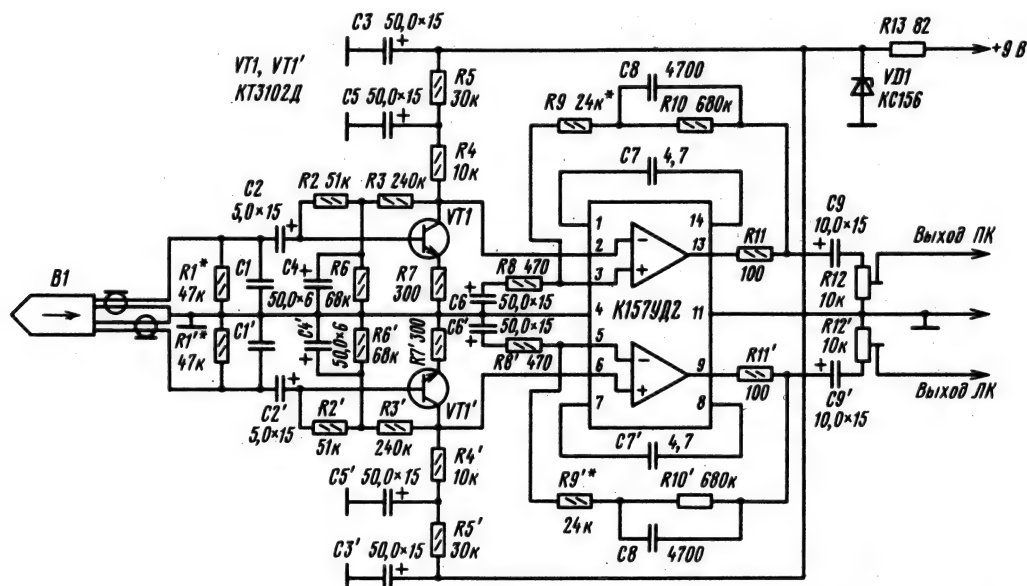 C3 50,0×15
R13 82
+9 В
VT1, VT1'
КТ3102Д
R5
30к
C8 4700
VD1
КС156
C5 50,0×15
R9 24к*
R10 680к
R4
10к
C7 4,7
C2
5,0×15
R2 51к
R3 240к
VT1
1
14
2
13
3
4
11
5
6
9
7
8
R11
100
C9
10,0×15
Выход ПК
B1
R1*
47к
C1
C4
50,0×6
R6
68к
R7
300
R8 470
C6
50,0×15
К157УД2
R12
10к
R1'*
47к
C1'
C4'
50,0×6
R6'
68к
R7' 300
C6'
50,0×15
R8' 470
R12'
10к
R11'
100
C9'
10,0×15
Выход ЛК
C2'
5,0×15
R2'
51к
R3'
240к
VT1'
C7' 4,7
R4'
10к
C5' 50,0×15
R9'*
24к
R10' 680к
R5'
30к
C8 4700
C3' 50,0×15